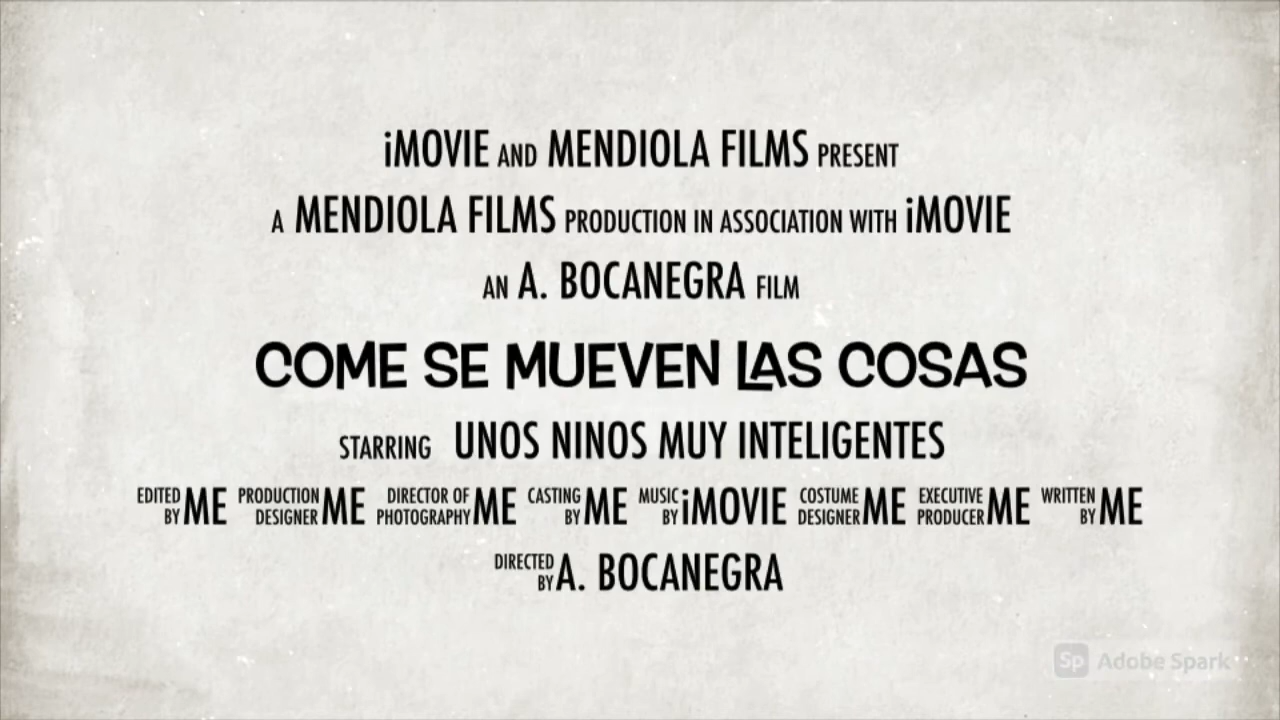 iMOVIE AND MENDIOLA FILMS PRESENT
A MENDIOLA FILMS PRODUCTION IN ASSOCIATION WITH iMOVIE
AN A. BOCANEGRA FILM
COME SE MUEVEN LAS COSAS
STARRING UNOS NINOS MUY INTELIGENTES
EDITED BY ME PRODUCTION DESIGNER ME DIRECTOR OF PHOTOGRAPHY ME CASTING BY ME MUSIC BY iMOVIE COSTUME DESIGNER ME EXECUTIVE PRODUCER ME WRITTEN BY ME
DIRECTED BY A. BOCANEGRA
Sp Adobe Spark